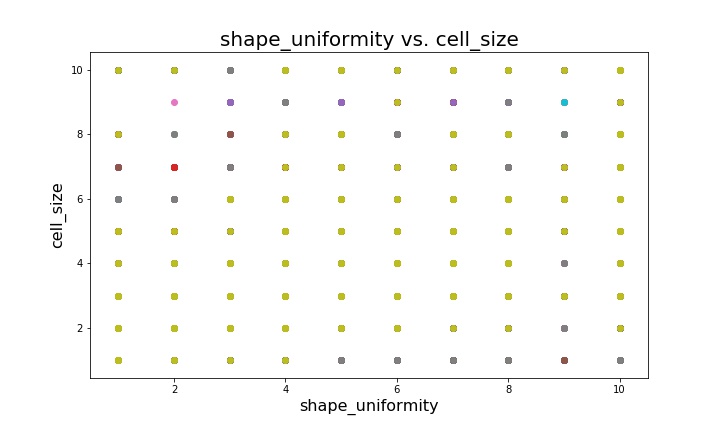 shape_uniformity vs. cell_size
10
8
6
4
2
cell_size
2 4 6 8 10
shape_uniformity